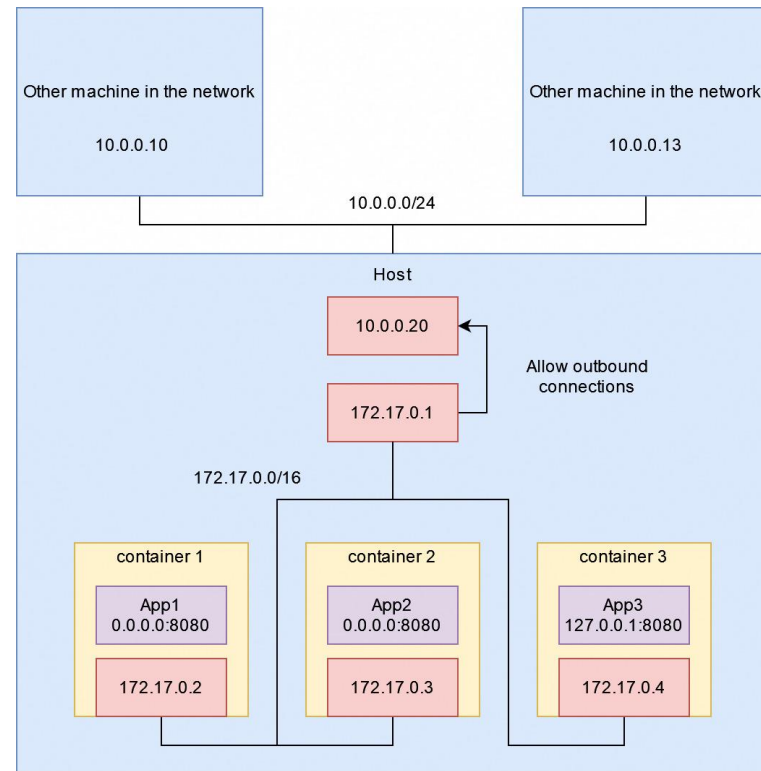 Other machine in the network
10.0.0.10
Other machine in the network
10.0.0.13
10.0.0.0/24
Host
10.0.0.20
Allow outbound
connections
172.17.0.1
172.17.0.0/16
container 1
App1
0.0.0.0:8080
172.17.0.2
container 2
App2
0.0.0.0:8080
172.17.0.3
container 3
App3
127.0.0.1:8080
172.17.0.4